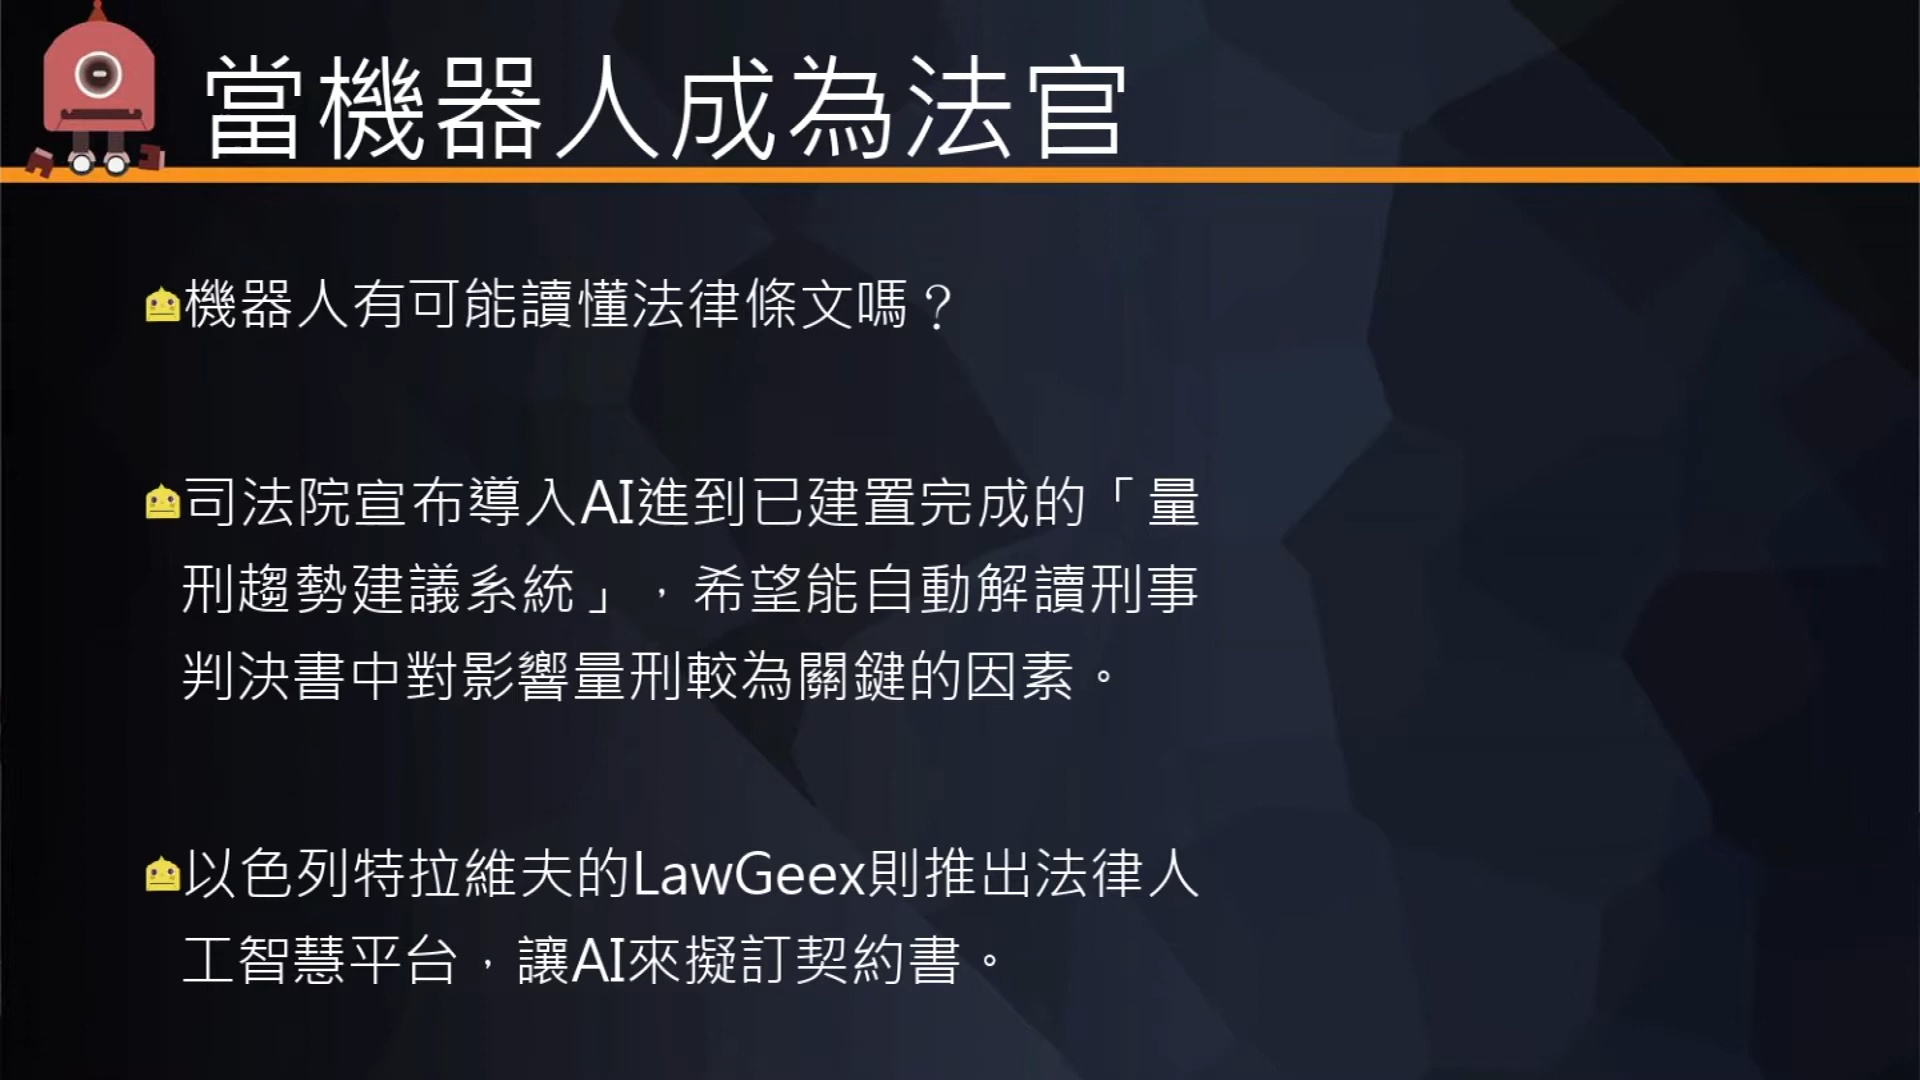 當機器人成為法官
機器人有可能讀懂法律條文嗎？
司法院宣布導入AI進到已建置完成的「量
刑趨勢建議系統」，希望能自動解讀刑事
判決書中對影響量刑較為關鍵的因素。
以色列特拉維夫的LawGeex則推出法律人
工智慧平台，讓AI來擬訂契約書。